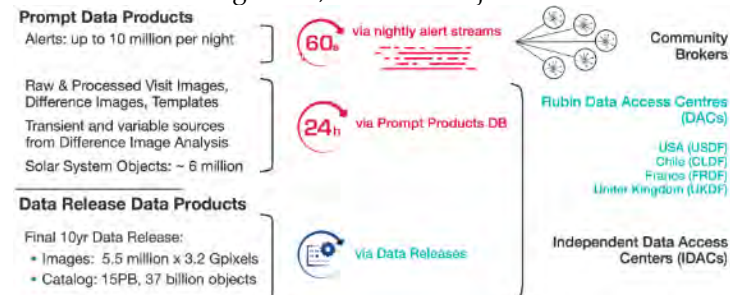 Prompt Data Products
Alerts: up to 10 million per night
60s
via nightly alert streams
Community
Brokers
Raw & Processed Visit Images,
Difference Images, Templates
Transient and variable sources
from Difference Image Analysis
Solar System Objects: ~ 6 million
24h
via Prompt Products DB
Rubin Data Access Centres
(DACs)
USA (USDF)
Chile (CLDF)
France (FRDF)
United Kingdom (UKDF)
Data Release Data Products
Final 10yr Data Release:
• Images: 5.5 million x 3.2 Gpixels
• Catalog: 15PB, 37 billion objects
via Data Releases
Independent Data Access
Centers (IDACs)